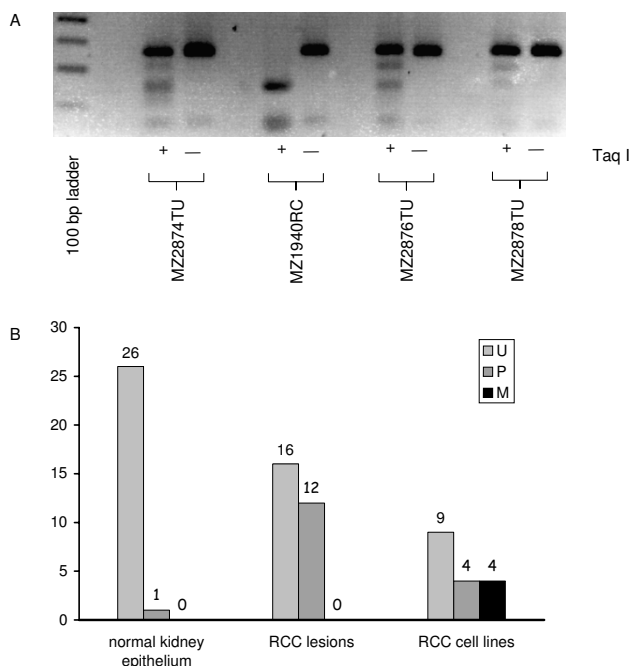 A
+ — + — + — + — Taq I
100 bp ladder
MZ2874TU
MZ1940RC
MZ2876TU
MZ2878TU
B
30
25
20
15
10
5
0
26
1
0
16
12
0
9
4
4
U
P
M
normal kidney
epithelium
RCC lesions
RCC cell lines